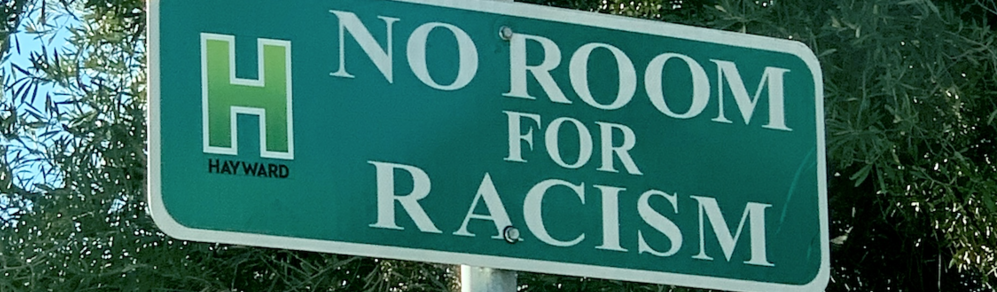 H
HAYWARD
NO ROOM
FOR
RACISM